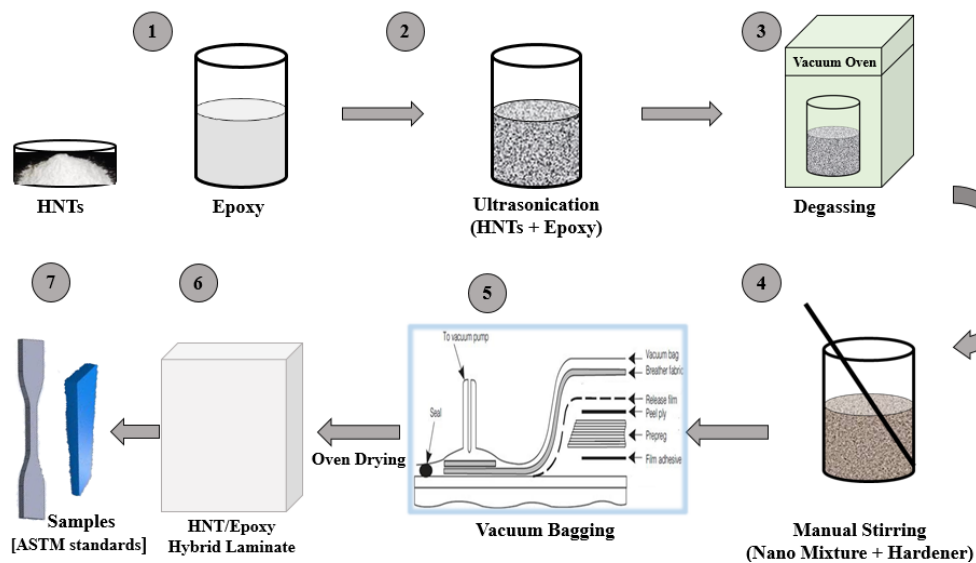 1
2
3
Vacuum Oven
HNTs
Epoxy
Ultrasonication
(HNTs + Epoxy)
Degassing
7
6
5
4
To vacuum pump
Seal
Vacuum bag
Breather fabric
Release film
Peel ply
Prepreg
Film adhesive
Oven Drying
Samples
[ASTM standards]
HNT/Epoxy
Hybrid Laminate
Vacuum Bagging
Manual Stirring
(Nano Mixture + Hardener)